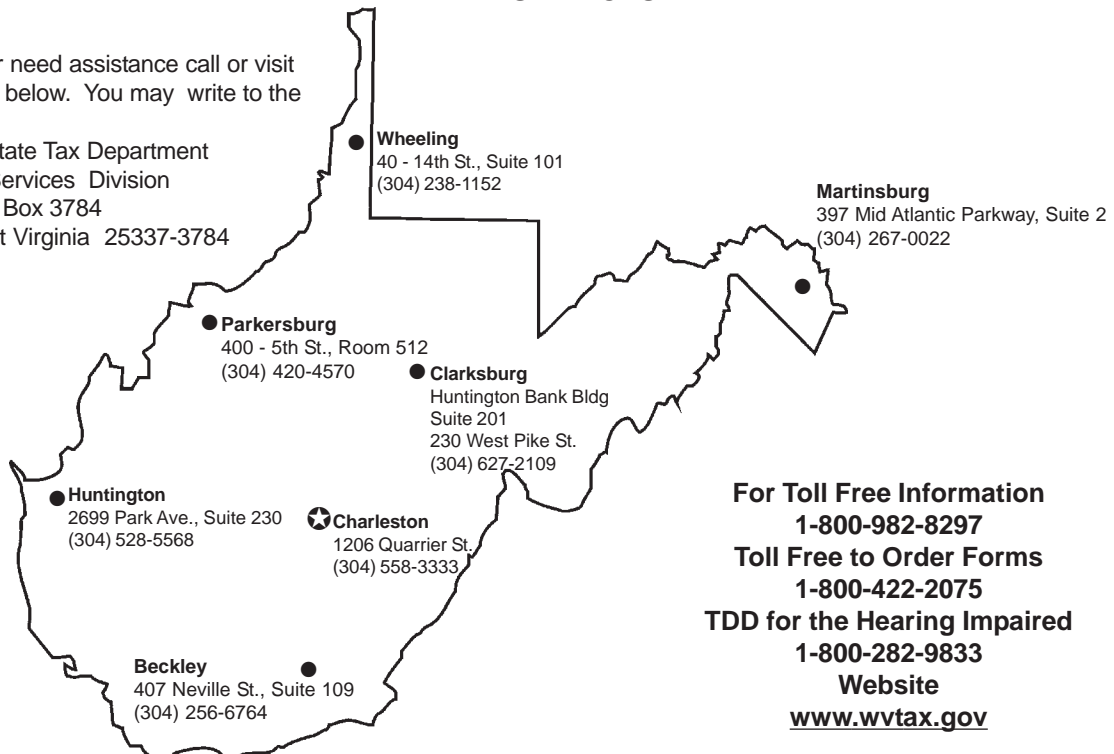 need assistance call or visit
below. You may write to the
tate Tax Department
Services Division
Box 3784
Virginia 25337-3784
Wheeling
40 - 14th St., Suite 101
(304) 238-1152
Martinsburg
397 Mid Atlantic Parkway, Suite 2
(304) 267-0022
Parkersburg
400 - 5th St., Room 512
(304) 420-4570
Clarksburg
Huntington Bank Bldg
Suite 201
230 West Pike St.
(304) 627-2109
Huntington
2699 Park Ave., Suite 230
(304) 528-5568
Charleston
1206 Quarrier St.
(304) 558-3333
Beckley
407 Neville St., Suite 109
(304) 256-6764
For Toll Free Information
1-800-982-8297
Toll Free to Order Forms
1-800-422-2075
TDD for the Hearing Impaired
1-800-282-9833
Website
www.wvtax.gov